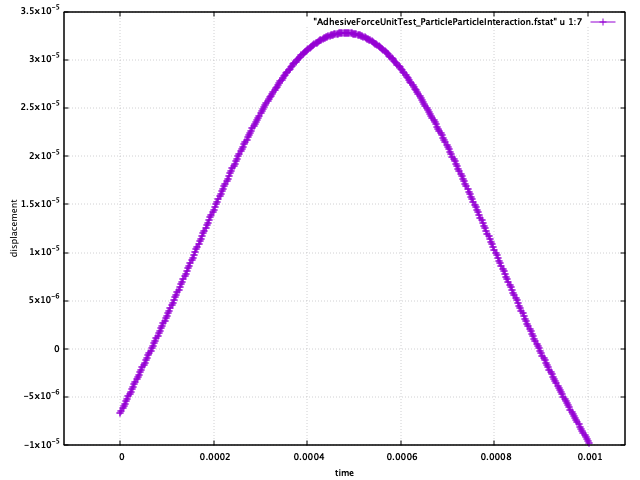 3.5x10⁻⁵
"AdhesiveForceUnitTest_ParticleParticleInteraction.fstat" u 1:7
3x10⁻⁵
2.5x10⁻⁵
2x10⁻⁵
1.5x10⁻⁵
displacement
1x10⁻⁵
5x10⁻⁶
0
−5x10⁻⁶
−1x10⁻⁵
0 0.0002 0.0004 0.0006 0.0008 0.001
time